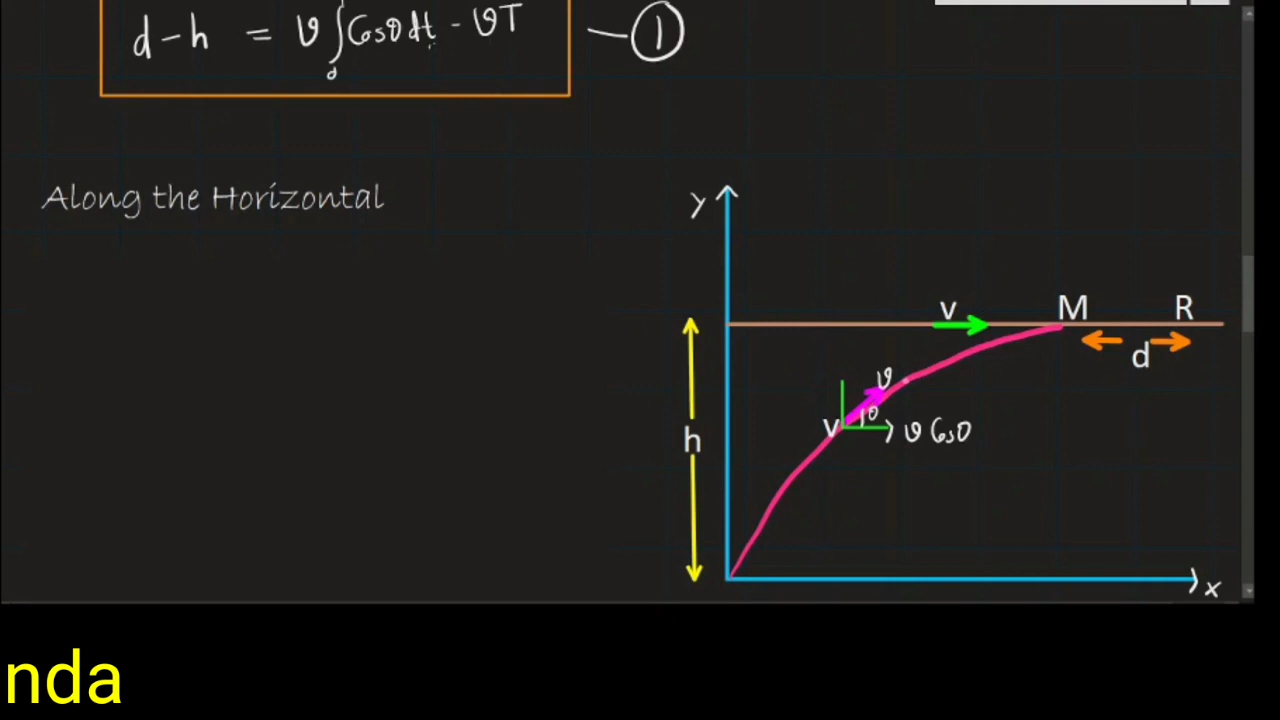 d - h = v ∫ Cosθ dt - vT — ①
o
Along the Horizontal
y
v M R
d
v
θ
v v Cosθ
h
x
nda